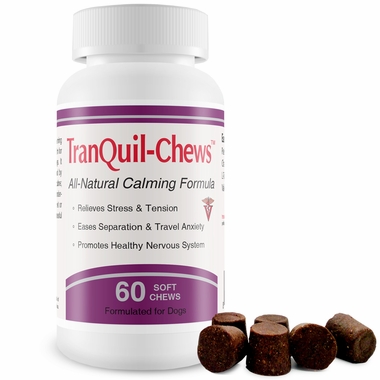 TranQuil-Chews™
All-Natural Calming Formula
• Relieves Stress & Tension
• Eases Separation & Travel Anxiety
• Promotes Healthy Nervous System
60 SOFT
CHEWS
Formulated for Dogs